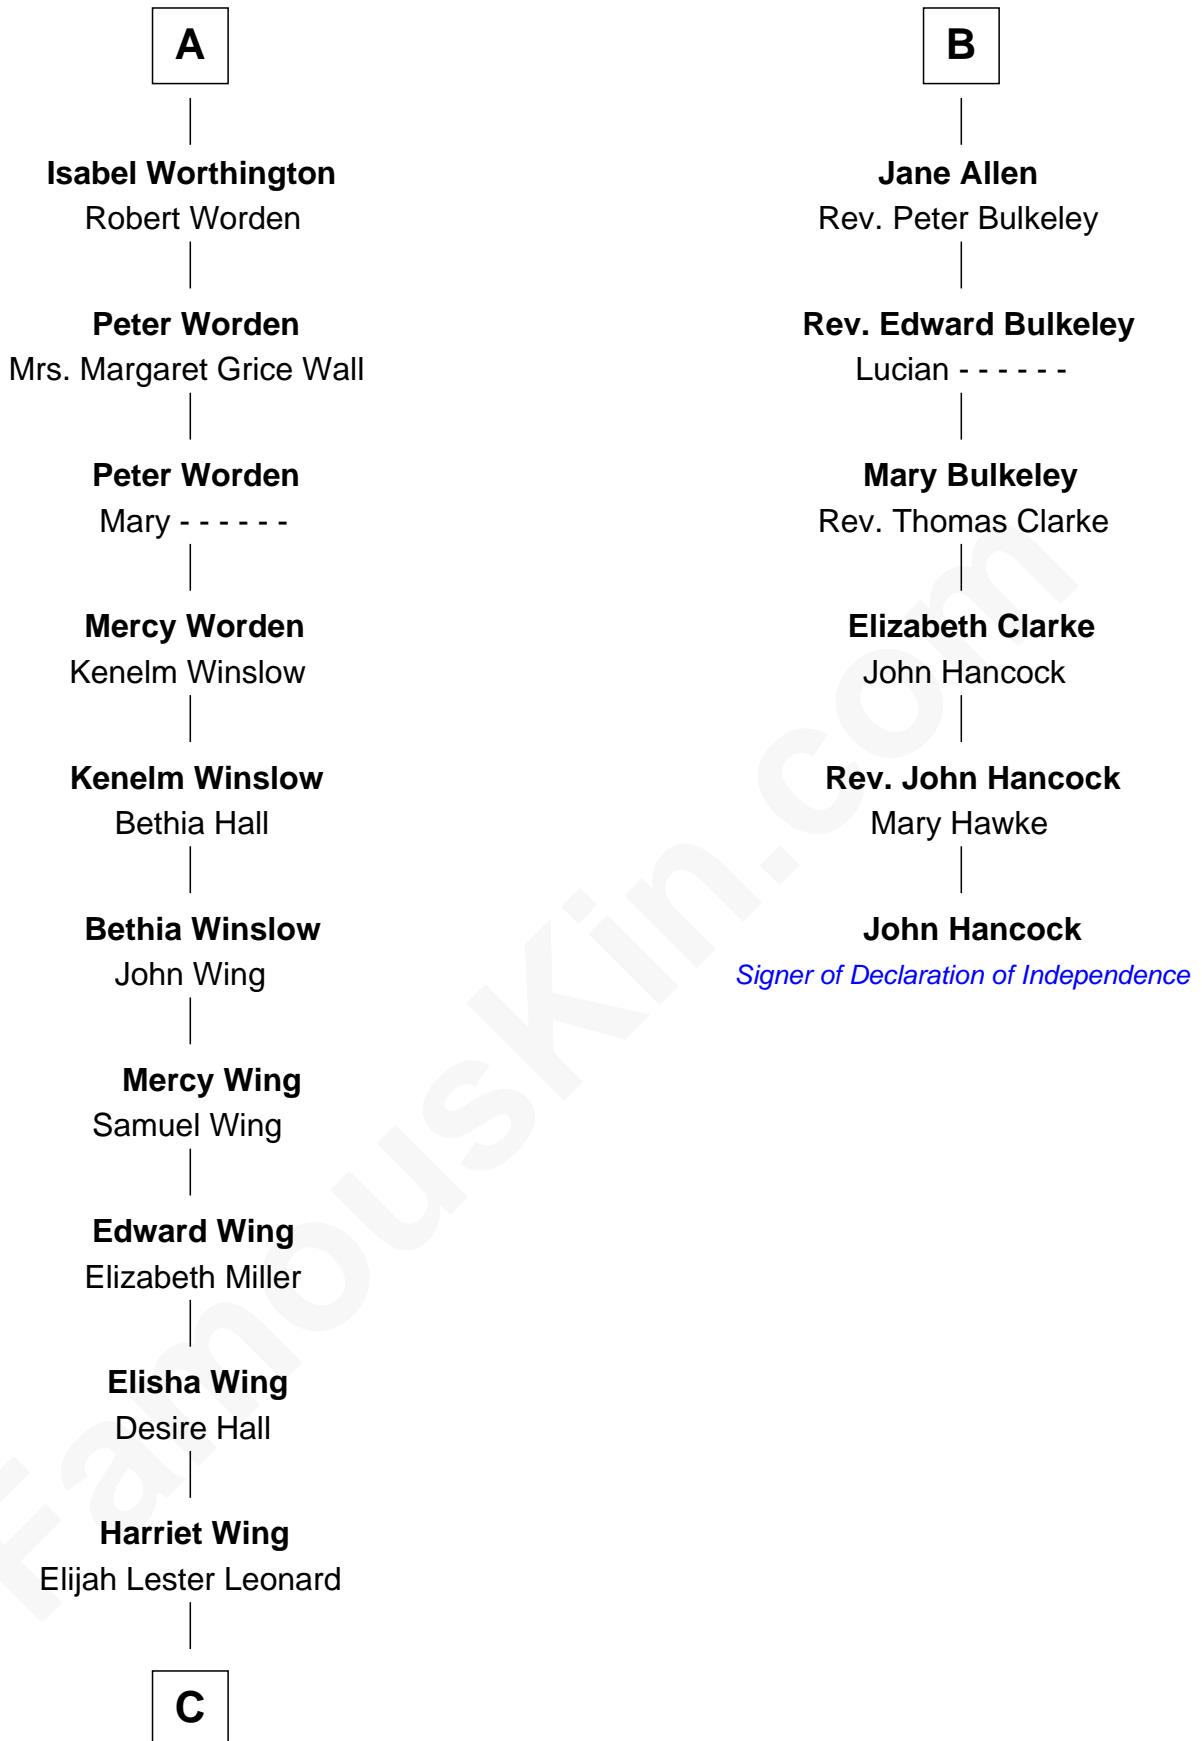 A
Isabel Worthington
Robert Worden
Peter Worden
Mrs. Margaret Grice Wall
Peter Worden
Mary - - - - - -
Mercy Worden
Kenelm Winslow
Kenelm Winslow
Bethia Hall
Bethia Winslow
John Wing
Mercy Wing
Samuel Wing
Edward Wing
Elizabeth Miller
Elisha Wing
Desire Hall
Harriet Wing
Elijah Lester Leonard
C
B
Jane Allen
Rev. Peter Bulkeley
Rev. Edward Bulkeley
Lucian - - - - - -
Mary Bulkeley
Rev. Thomas Clarke
Elizabeth Clarke
John Hancock
Rev. John Hancock
Mary Hawke
John Hancock
Signer of Declaration of Independence
FamousKin.com